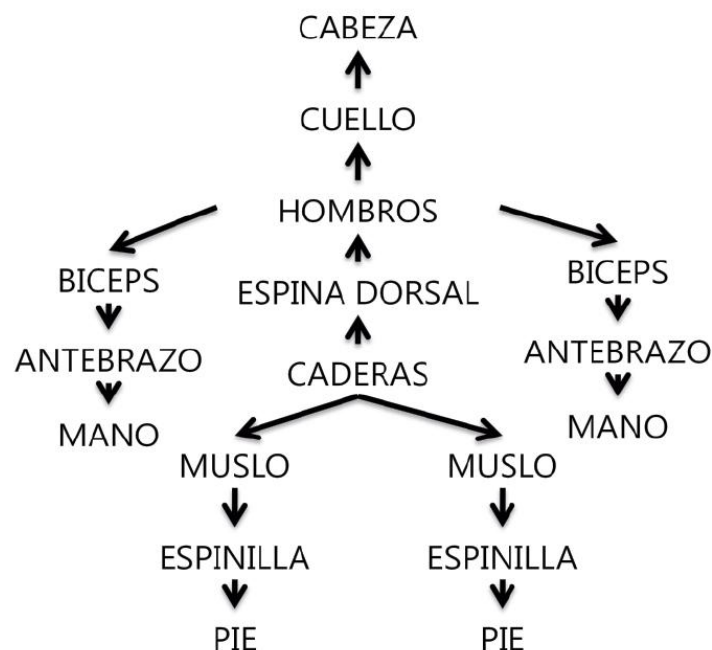 CABEZA
CUELLO
HOMBROS
BICEPS
ESPINA DORSAL
BICEPS
ANTEBRAZO
CADERAS
ANTEBRAZO
MANO
MANO
MUSLO
MUSLO
ESPINILLA
ESPINILLA
PIE
PIE